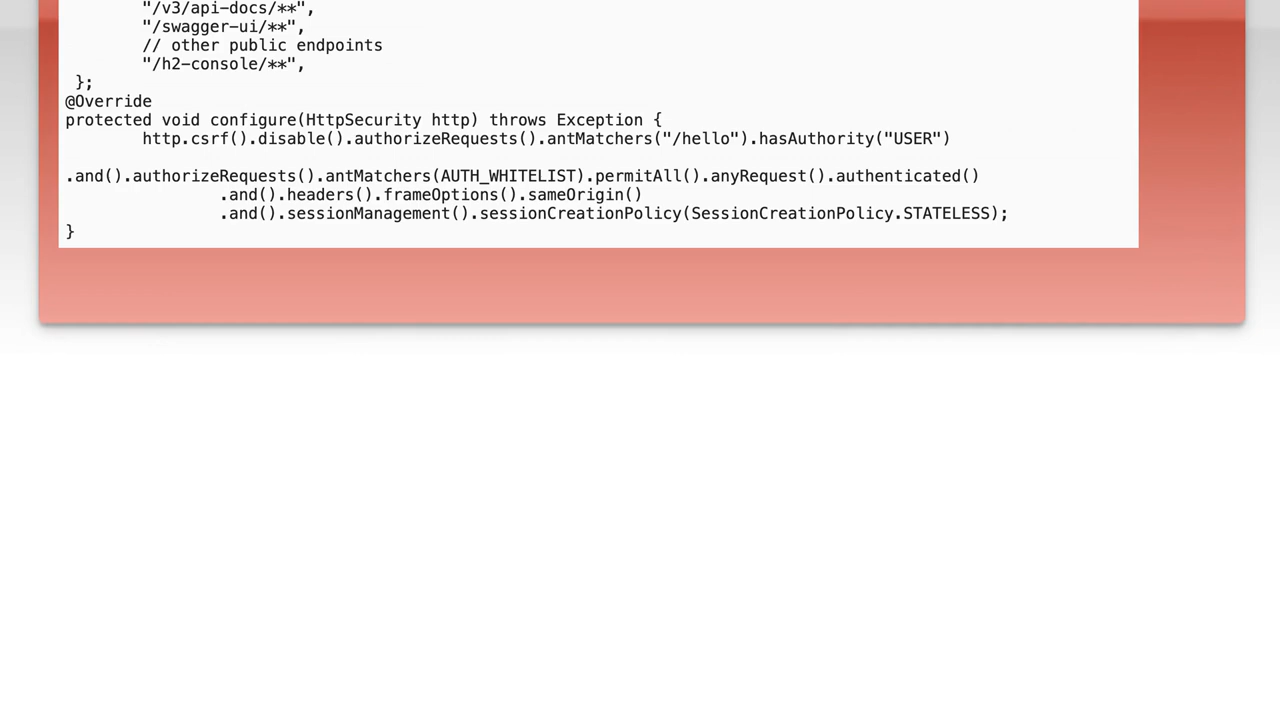 "/v3/api-docs/**",
"/swagger-ui/**",
// other public endpoints
"/h2-console/**",
};
@Override
protected void configure(HttpSecurity http) throws Exception {
http.csrf().disable().authorizeRequests().antMatchers("/hello").hasAuthority("USER")
.and().authorizeRequests().antMatchers(AUTH_WHITELIST).permitAll().anyRequest().authenticated()
.and().headers().frameOptions().sameOrigin()
.and().sessionManagement().sessionCreationPolicy(SessionCreationPolicy.STATELESS);
}